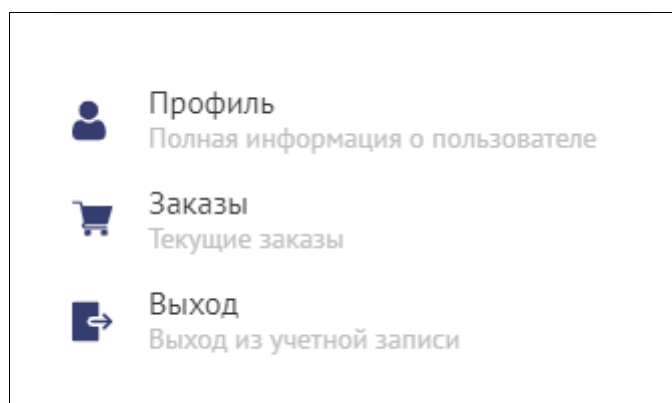 Профиль
Полная информация о пользователе
Заказы
Текущие заказы
Выход
Выход из учетной записи